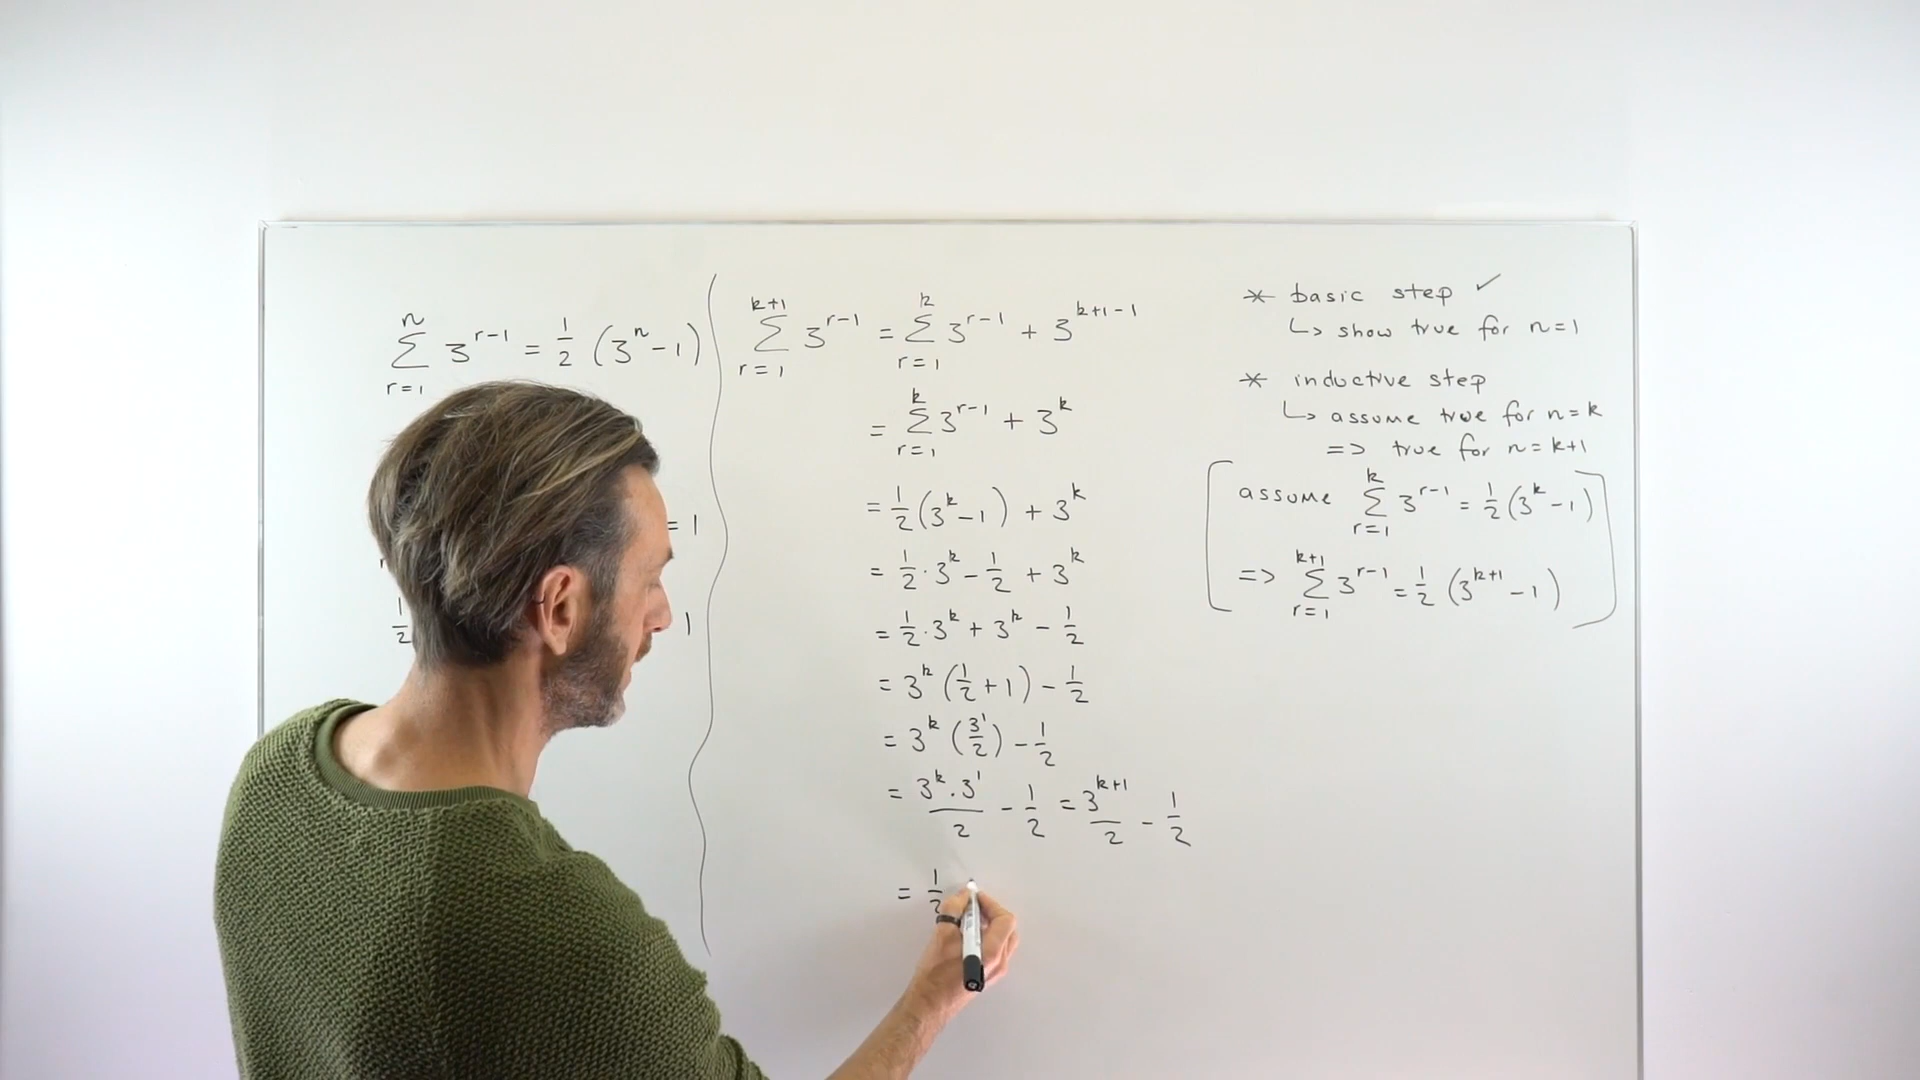 n
∑ 3^{r-1} = 1/2 (3^n - 1)
r=1
= 1
1/2
1
k+1 k
∑ 3^{r-1} = ∑ 3^{r-1} + 3^{k+1-1}
r=1 r=1
k
= ∑ 3^{r-1} + 3^k
r=1
= 1/2 (3^k - 1) + 3^k
= 1/2 · 3^k - 1/2 + 3^k
= 1/2 · 3^k + 3^k - 1/2
= 3^k (1/2 + 1) - 1/2
= 3^k (3^1/2) - 1/2
= 3^k · 3^1 / 2 - 1/2 = 3^{k+1}/2 - 1/2
= 1/2
* basic step ✓
↳ show true for n=1
* inductive step
↳ assume true for n=k
=> true for n=k+1
k
assume ∑ 3^{r-1} = 1/2 (3^k - 1)
r=1
k+1
=> ∑ 3^{r-1} = 1/2 (3^{k+1} - 1)
r=1